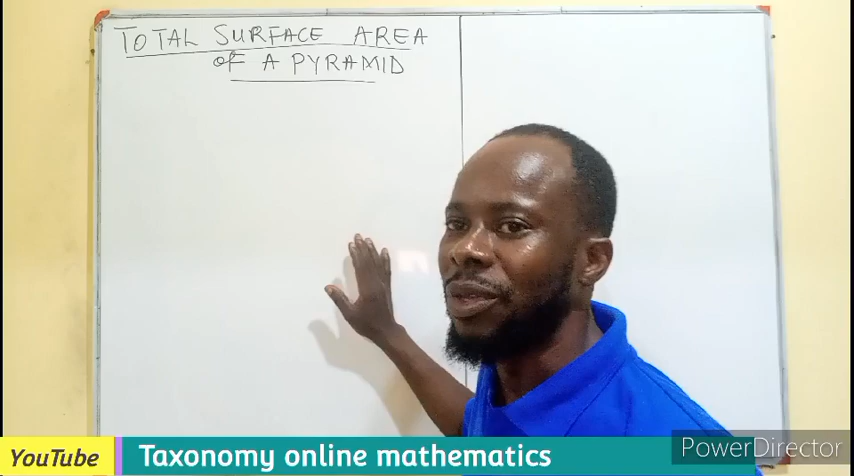 TOTAL SURFACE AREA
of A PYRAMID
YouTube
Taxonomy online mathematics
PowerDirector